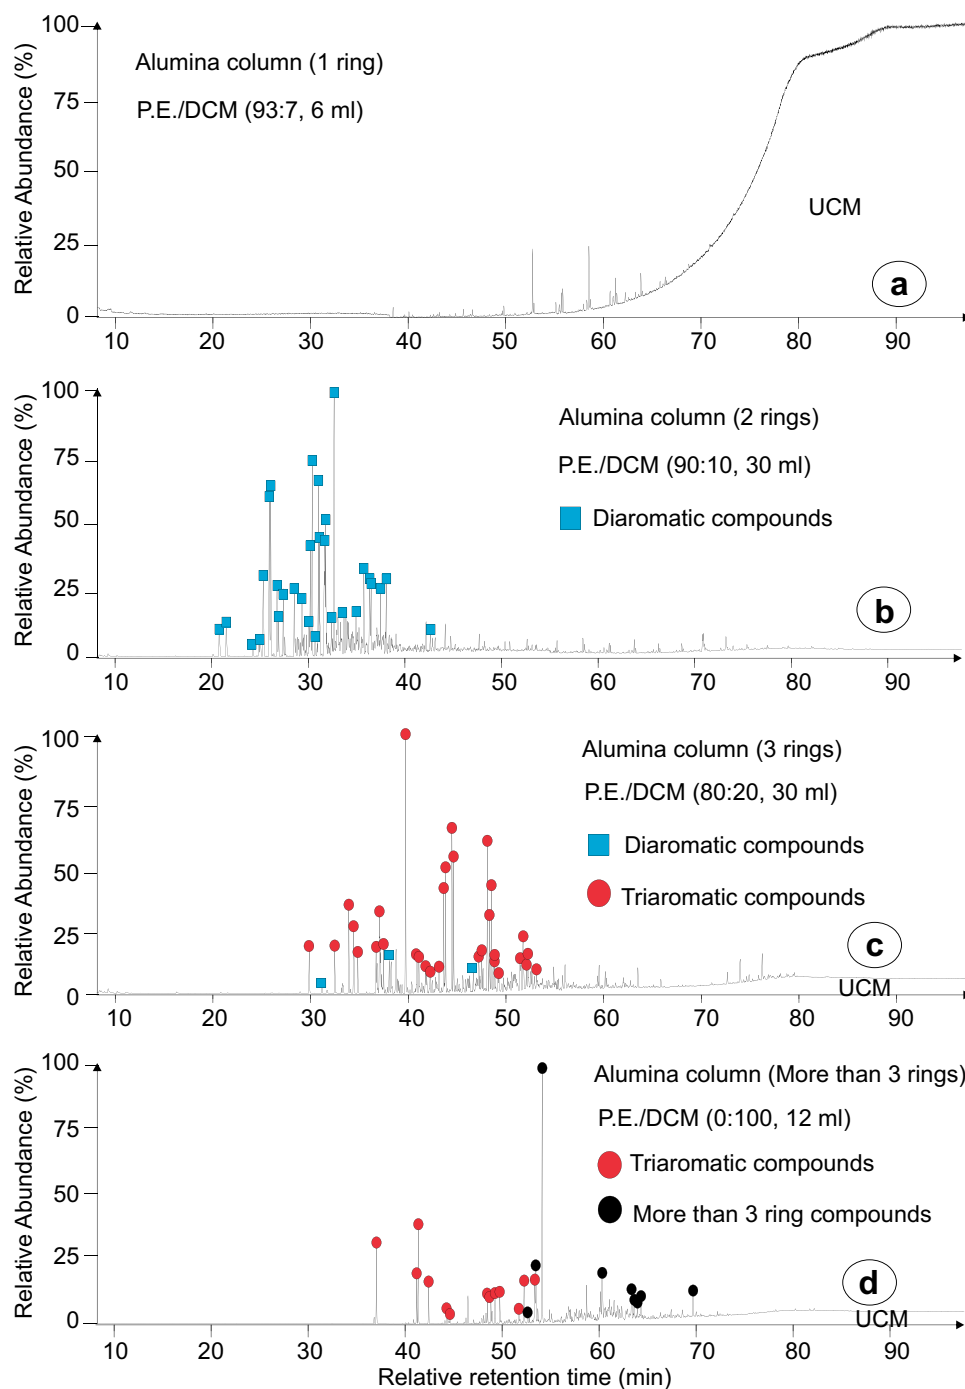 Relative Abundance (%)
100
75
50
25
0
Alumina column (1 ring)
P.E./DCM (93:7, 6 ml)
UCM
a
10 20 30 40 50 60 70 80 90
Relative Abundance (%)
100
75
50
25
0
Alumina column (2 rings)
P.E./DCM (90:10, 30 ml)
Diaromatic compounds
b
10 20 30 40 50 60 70 80 90
Relative Abundance (%)
100
75
50
25
0
Alumina column (3 rings)
P.E./DCM (80:20, 30 ml)
Diaromatic compounds
Triaromatic compounds
c
UCM
10 20 30 40 50 60 70 80 90
Relative Abundance (%)
100
75
50
25
0
Alumina column (More than 3 rings)
P.E./DCM (0:100, 12 ml)
Triaromatic compounds
More than 3 ring compounds
d
UCM
10 20 30 40 50 60 70 80 90
Relative retention time (min)